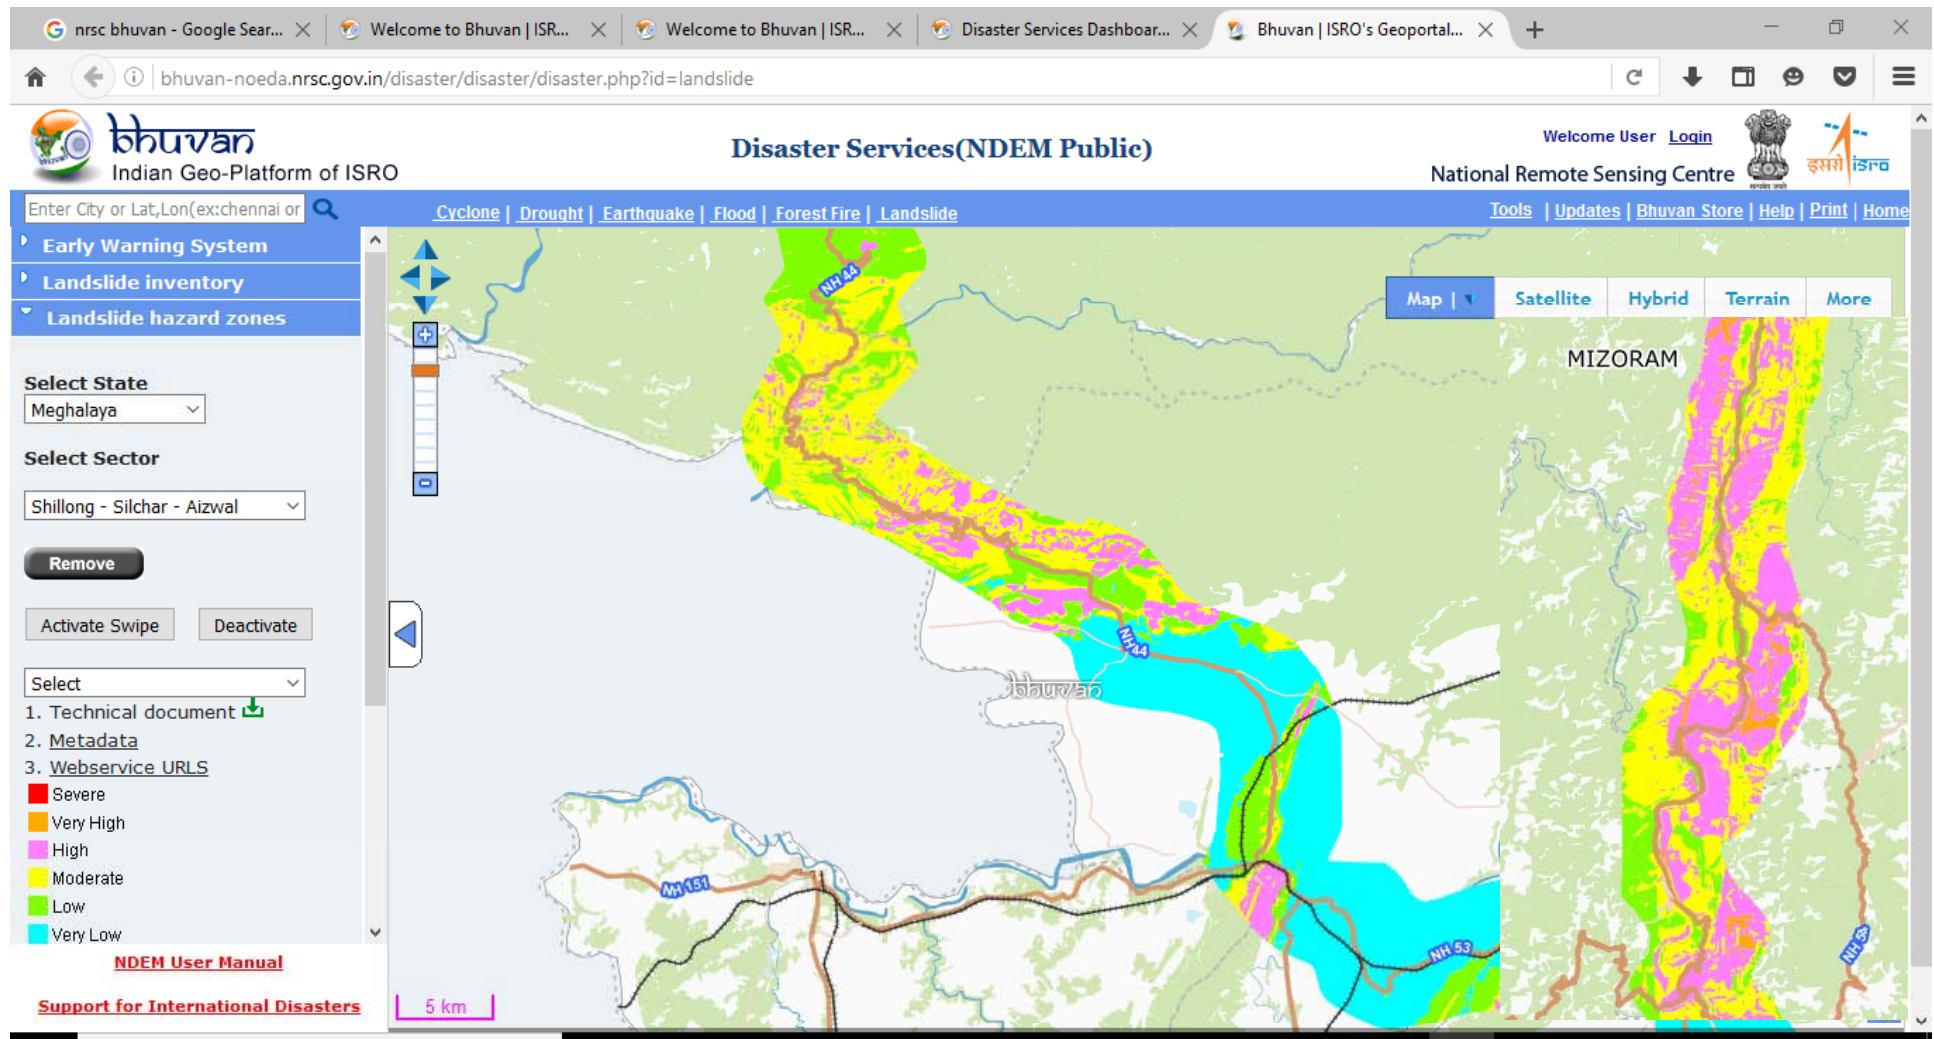 nrsc bhuvan - Google Sear...
Welcome to Bhuvan | ISR...
Welcome to Bhuvan | ISR...
Disaster Services Dashboar...
Bhuvan | ISRO's Geoportal...
bhuvan-noeda.nrsc.gov.in/disaster/disaster/disaster.php?id=landslide
bhuvan
Indian Geo-Platform of ISRO
Disaster Services(NDEM Public)
Welcome User Login
National Remote Sensing Centre
सत्यमेव जयते
इसरो isro
Enter City or Lat,Lon(ex:chennai or
Cyclone | Drought | Earthquake | Flood | Forest Fire | Landslide
Tools | Updates | Bhuvan Store | Help | Print | Home
Early Warning System
Landslide inventory
Landslide hazard zones
Select State
Meghalaya
Select Sector
Shillong - Silchar - Aizwal
Remove
Activate Swipe
Deactivate
Select
1. Technical document
2. Metadata
3. Webservice URLS
Severe
Very High
High
Moderate
Low
Very Low
NDEM User Manual
Support for International Disasters
Map |
Satellite
Hybrid
Terrain
More
NH 44
MIZORAM
NH44
bhuvan
NH 151
NH 53
5 km